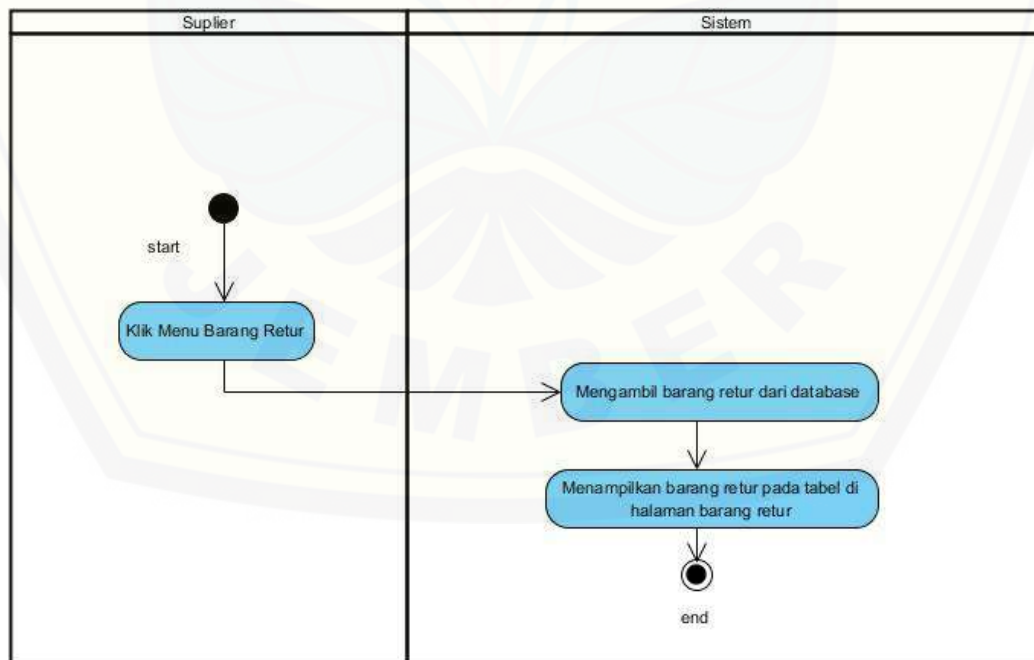 Suplier
Sistem
start
Klik Menu Barang Retur
Mengambil barang retur dari database
Menampilkan barang retur pada tabel di
halaman barang retur
end
JEMBER